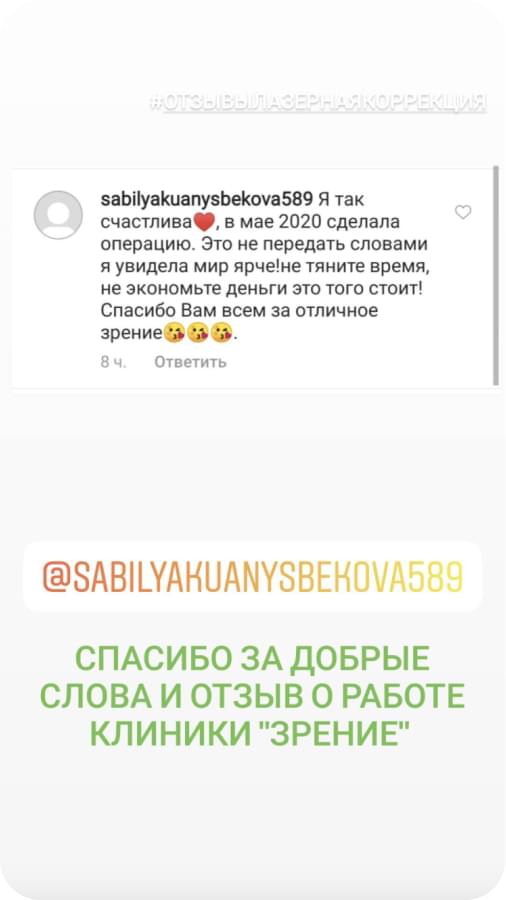 #ОТЗЫВЫЛАЗЕРНАЯКОРРЕКЦИЯ
sabilyakuanysbekova589 Я так
счастлива❤️, в мае 2020 сделала
операцию. Это не передать словами
я увидела мир ярче!не тяните время,
не экономьте деньги это того стоит!
Спасибо Вам всем за отличное
зрение😘😘😘.
8 ч. Ответить
@SABILYAKUANYSBEKOVA589
СПАСИБО ЗА ДОБРЫЕ
СЛОВА И ОТЗЫВ О РАБОТЕ
КЛИНИКИ "ЗРЕНИЕ"